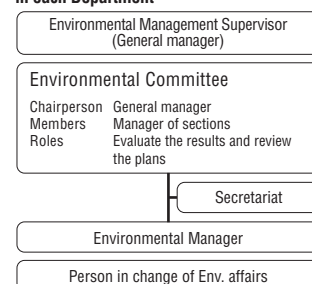 in each Department
Environmental Management Supervisor
(General manager)
Environmental Committee
Chairperson General manager
Members Manager of sections
Roles Evaluate the results and review
the plans
Secretariat
Environmental Manager
Person in change of Env. affairs